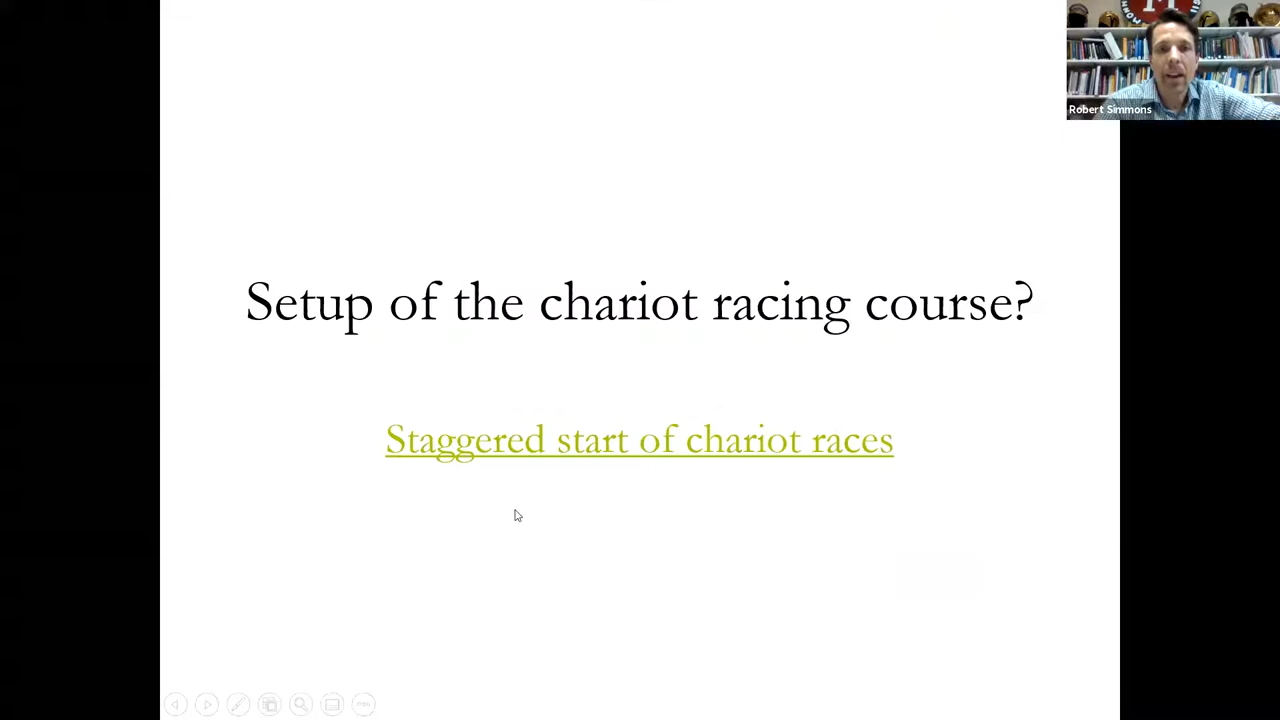 Setup of the chariot racing course?
Staggered start of chariot races
Robert Simmons
M